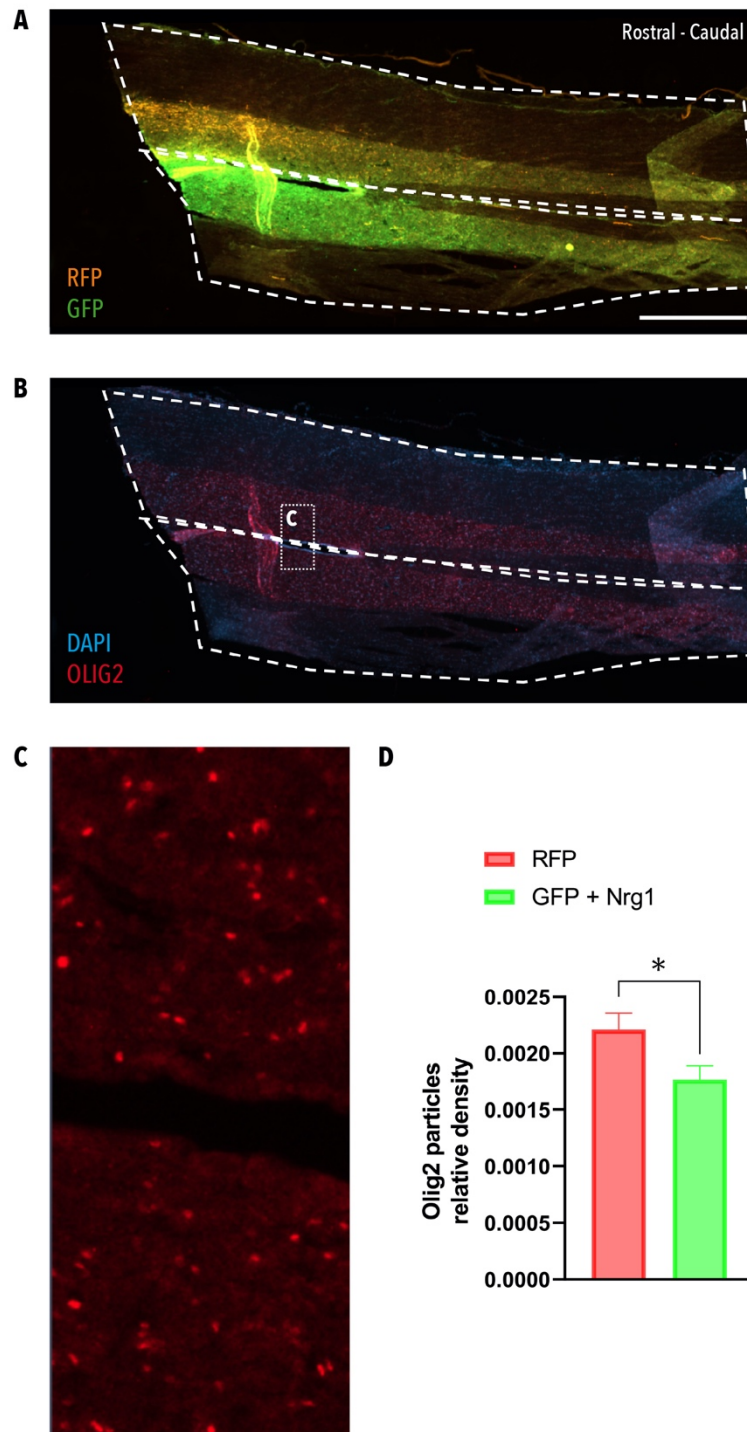 A
Rostral - Caudal
RFP
GFP
B
C
DAPI
OLIG2
C
D
RFP
GFP + Nrg1
*
0.0025
0.0020
0.0015
0.0010
0.0005
0.0000
Olig2 particles
relative density